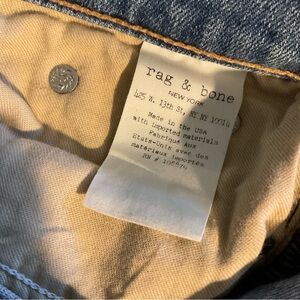 rag & bone
NEW YORK
425 W. 13th St, NY NY 10014
Made in the USA
with imported materials
Fabriqué Aux
États-Unis avec des
matériaux importés